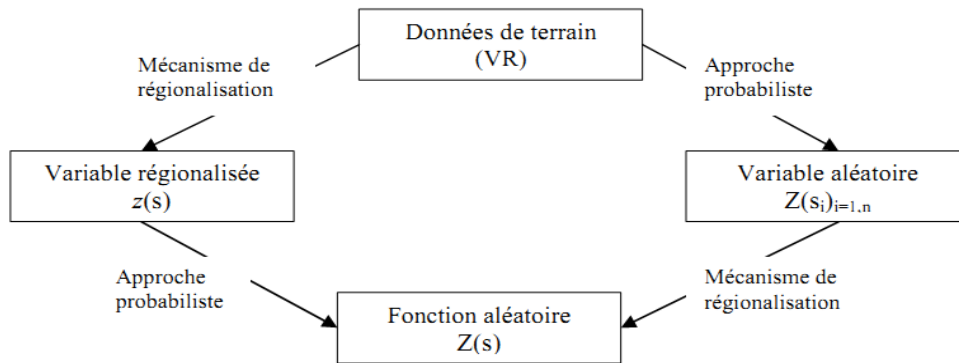 Données de terrain
(VR)
Mécanisme de
régionalisation
Approche
probabiliste
Variable régionalisée
z(s)
Variable aléatoire
Z(sᵢ)ᵢ₌₁,ₙ
Approche
probabiliste
Mécanisme de
régionalisation
Fonction aléatoire
Z(s)